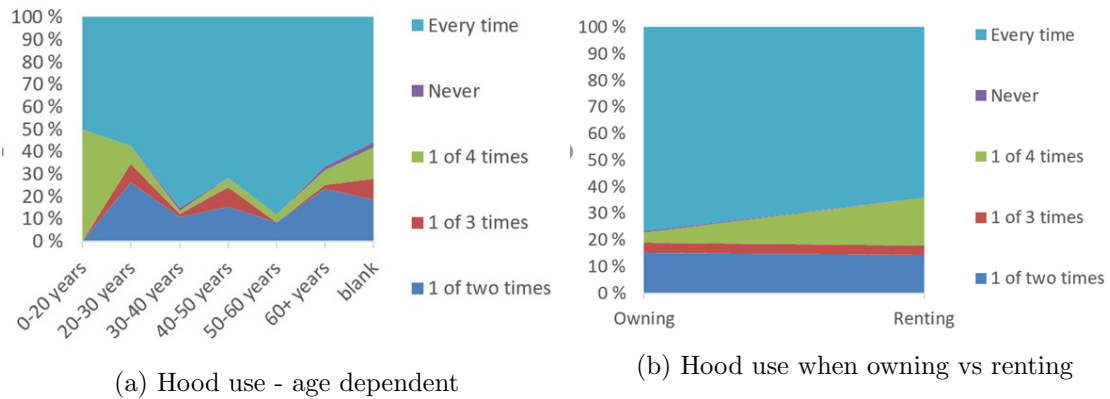 100 %
90 %
80 %
70 %
60 %
50 %
40 %
30 %
20 %
10 %
0 %
0-20 years
20-30 years
30-40 years
40-50 years
50-60 years
60+ years
blank
Every time
Never
1 of 4 times
1 of 3 times
1 of two times
(a) Hood use - age dependent
100 %
90 %
80 %
70 %
60 %
50 %
40 %
30 %
20 %
10 %
0 %
Owning
Renting
Every time
Never
1 of 4 times
1 of 3 times
1 of two times
(b) Hood use when owning vs renting